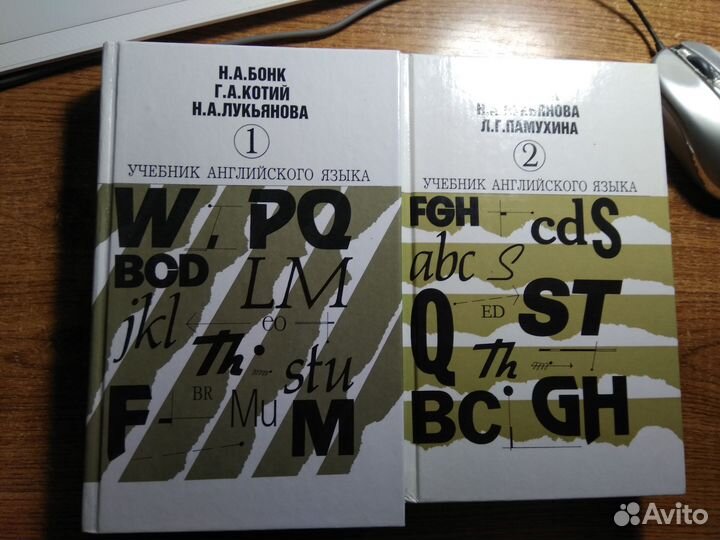 Н.А.БОНК
Г.А.КОТИЙ
Н.А.ЛУКЬЯНОВА
1
УЧЕБНИК АНГЛИЙСКОГО ЯЗЫКА
W. PQ
BCD
LM
jkl
eo
Th
stu
BR
F
Mu
M
ЛУКЬЯНОВА
Л.Г.ПАМУХИНА
2
УЧЕБНИК АНГЛИЙСКОГО ЯЗЫКА
FGH
cdS
abc
S
Q
ED
ST
Th
BC
GH
Avito